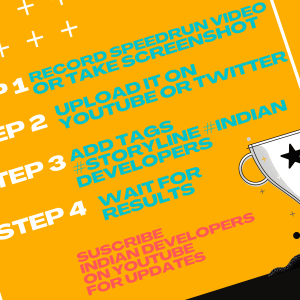 P 1 RECORD SPEEDRUN VIDEO
OR TAKE SCREENSHOT
EP 2 UPLOAD IT ON
YOUTUBE OR TWITTER
TEP 3 ADD TAGS
#STORYLINE #INDIAN
DEVELOPERS
STEP 4 WAIT FOR
RESULTS
SUSCRIBE
INDIAN DEVELOPERS
ON YOUTUBE
FOR UPDATES